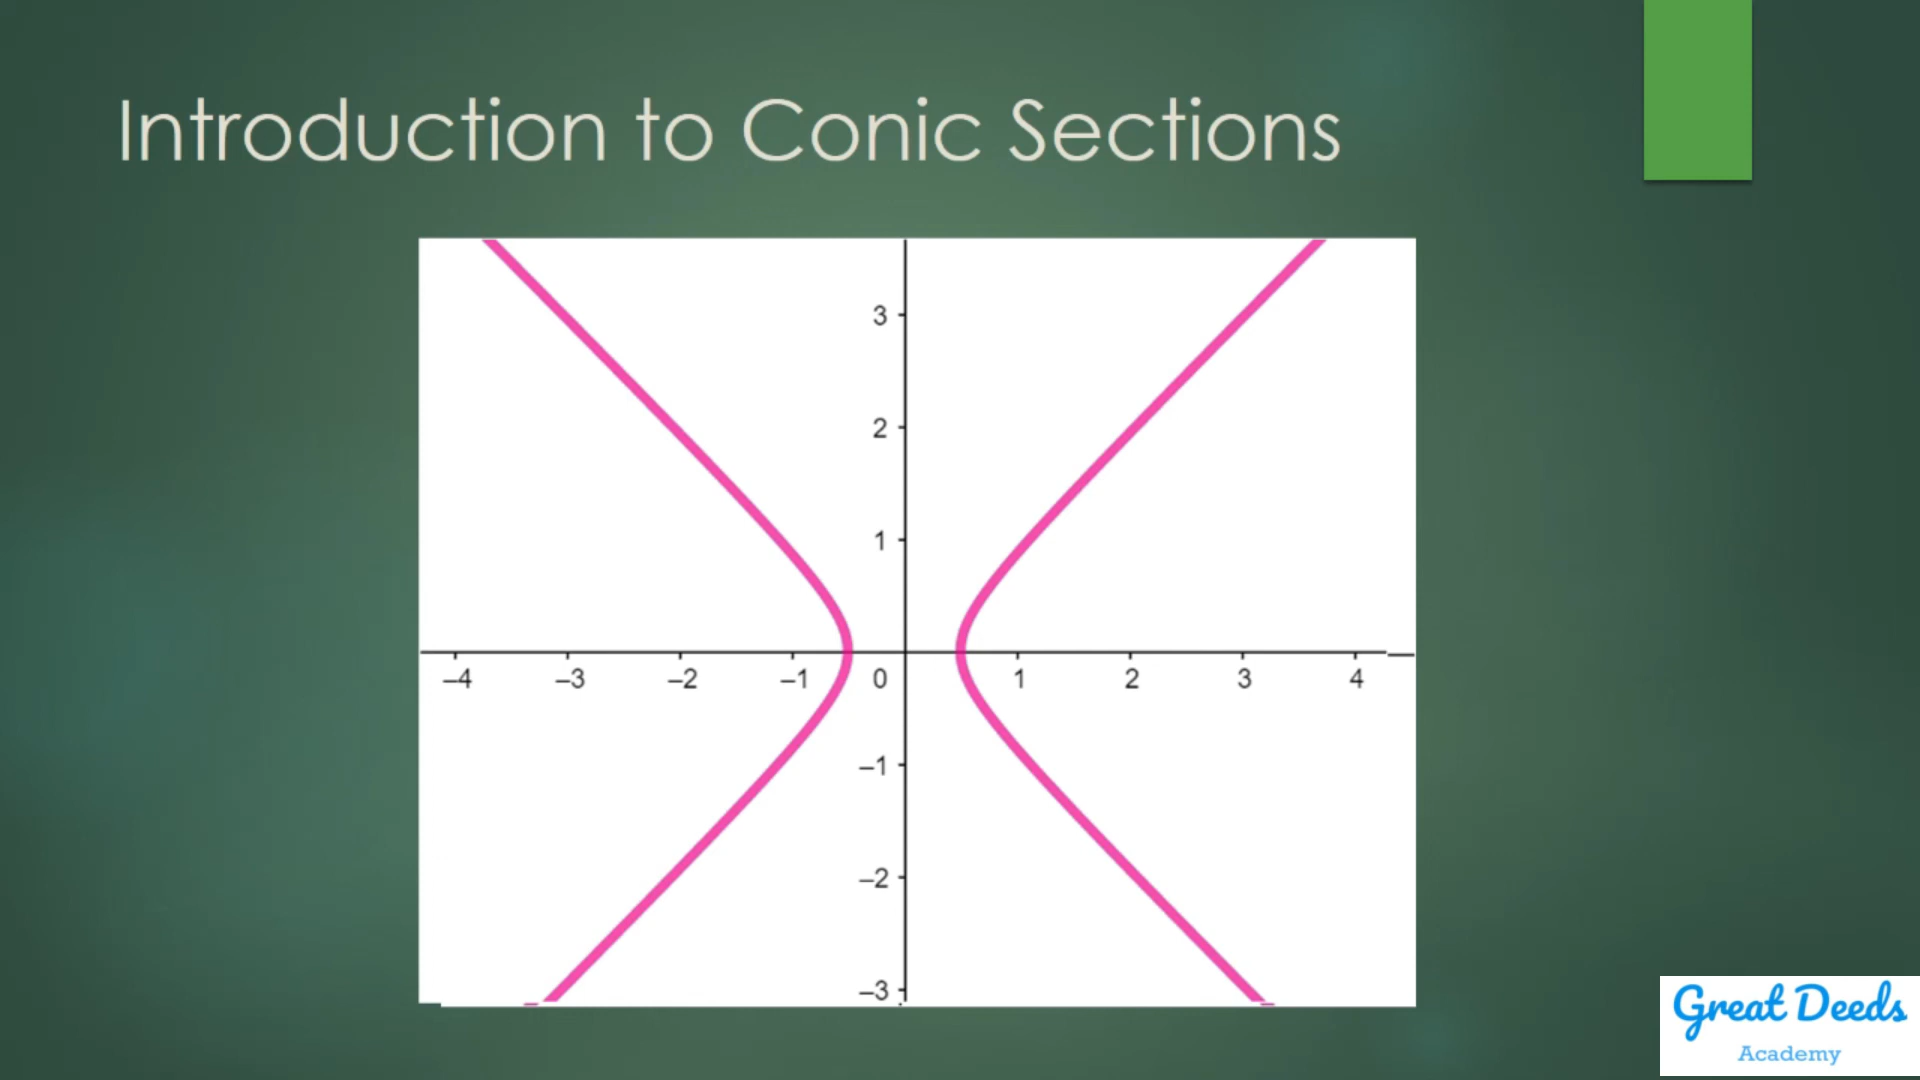 Introduction to Conic Sections
3
2
1
–4 –3 –2 –1 0 1 2 3 4
–1
–2
–3
Great Deeds
Academy